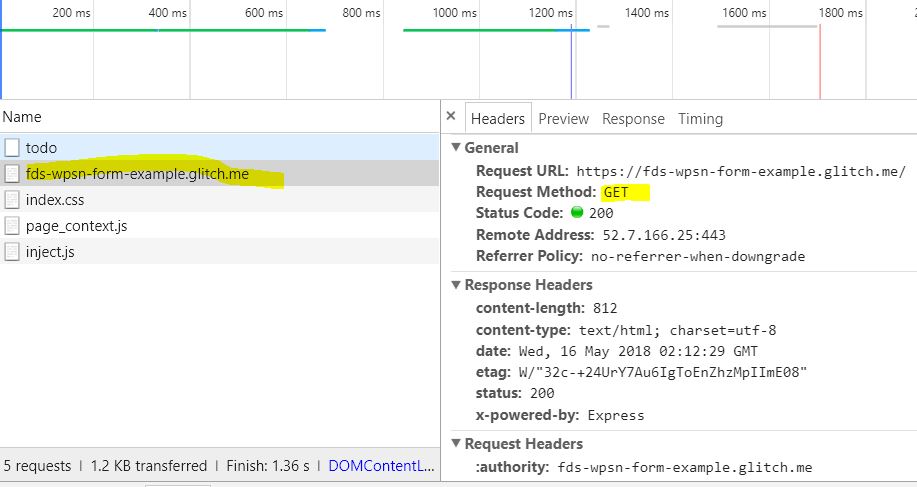 200 ms 400 ms 600 ms 800 ms 1000 ms 1200 ms 1400 ms 1600 ms 1800 ms
Name
todo
fds-wpsn-form-example.glitch.me
index.css
page_context.js
inject.js
5 requests | 1.2 KB transferred | Finish: 1.36 s | DOMContentL...
× Headers Preview Response Timing
General
Request URL: https://fds-wpsn-form-example.glitch.me/
Request Method: GET
Status Code: 200
Remote Address: 52.7.166.25:443
Referrer Policy: no-referrer-when-downgrade
Response Headers
content-length: 812
content-type: text/html; charset=utf-8
date: Wed, 16 May 2018 02:12:29 GMT
etag: W/"32c-+24UrY7Au6IgToEnZhzMpIImE08"
status: 200
x-powered-by: Express
Request Headers
:authority: fds-wpsn-form-example.glitch.me